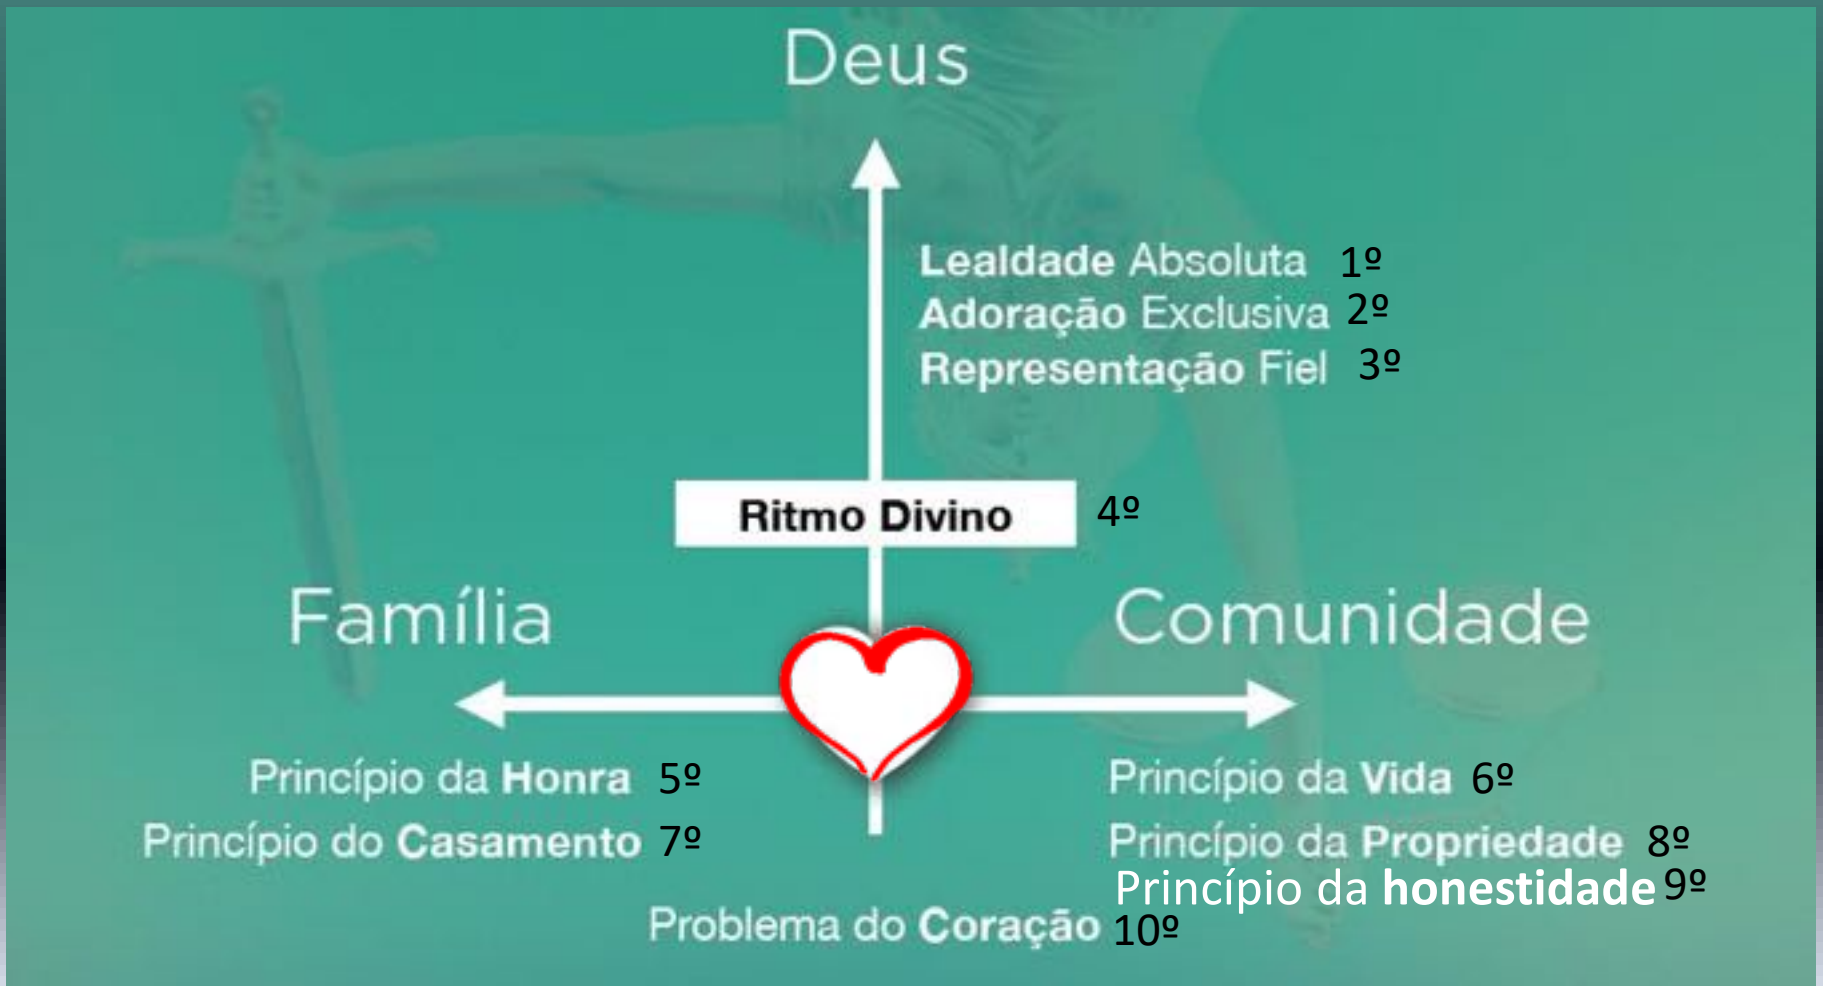 Deus
Lealdade Absoluta 1º
Adoração Exclusiva 2º
Representação Fiel 3º
Ritmo Divino 4º
Família
Comunidade
Princípio da Honra 5º
Princípio do Casamento 7º
Princípio da Vida 6º
Princípio da Propriedade 8º
Princípio da honestidade 9º
Problema do Coração 10º